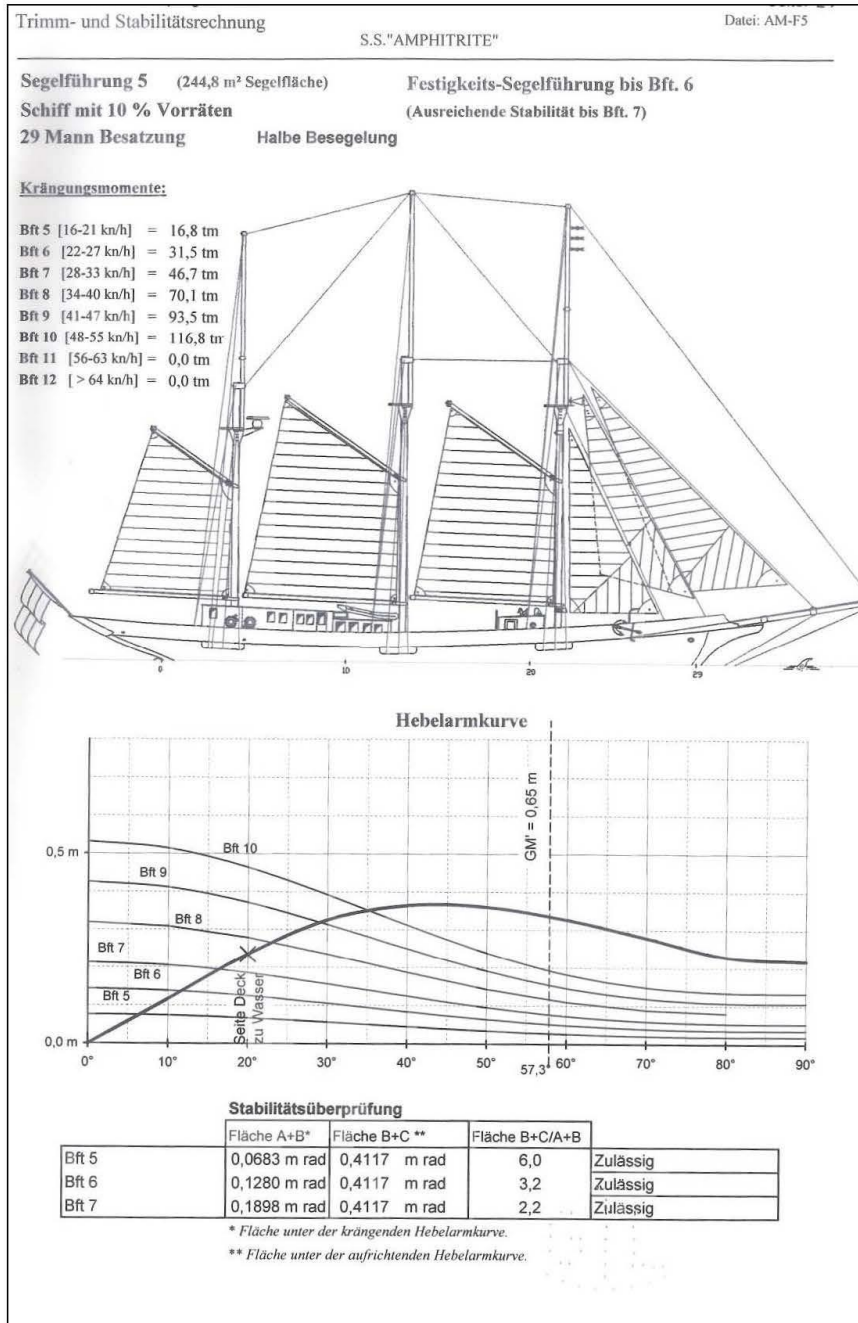 Trimm- und Stabilitätsrechnung
Datei: AM-F5
S.S."AMPHITRITE"
Segelführung 5 (244,8 m² Segelfläche)
Festigkeits-Segelführung bis Bft. 6
Schiff mit 10 % Vorräten
(Ausreichende Stabilität bis Bft. 7)
29 Mann Besatzung Halbe Besegelung
Krängungsmomente:
Bft 5 [16-21 kn/h] = 16,8 tm
Bft 6 [22-27 kn/h] = 31,5 tm
Bft 7 [28-33 kn/h] = 46,7 tm
Bft 8 [34-40 kn/h] = 70,1 tm
Bft 9 [41-47 kn/h] = 93,5 tm
Bft 10 [48-55 kn/h] = 116,8 tm
Bft 11 [56-63 kn/h] = 0,0 tm
Bft 12 [ > 64 kn/h] = 0,0 tm
0 10 20 29
Hebelarmkurve
GM' = 0,65 m
0,5 m
Bft 10
Bft 9
Bft 8
Bft 7
Bft 6
Bft 5
Seite Deck
zu Wasser
0,0 m
0° 10° 20° 30° 40° 50° 57,3° 60° 70° 80° 90°
Stabilitätsüberprüfung
Fläche A+B* Fläche B+C ** Fläche B+C/A+B
Bft 5 0,0683 m rad 0,4117 m rad 6,0 Zulässig
Bft 6 0,1280 m rad 0,4117 m rad 3,2 Zulässig
Bft 7 0,1898 m rad 0,4117 m rad 2,2 Zulässig
* Fläche unter der krängenden Hebelarmkurve.
** Fläche unter der aufrichtenden Hebelarmkurve.